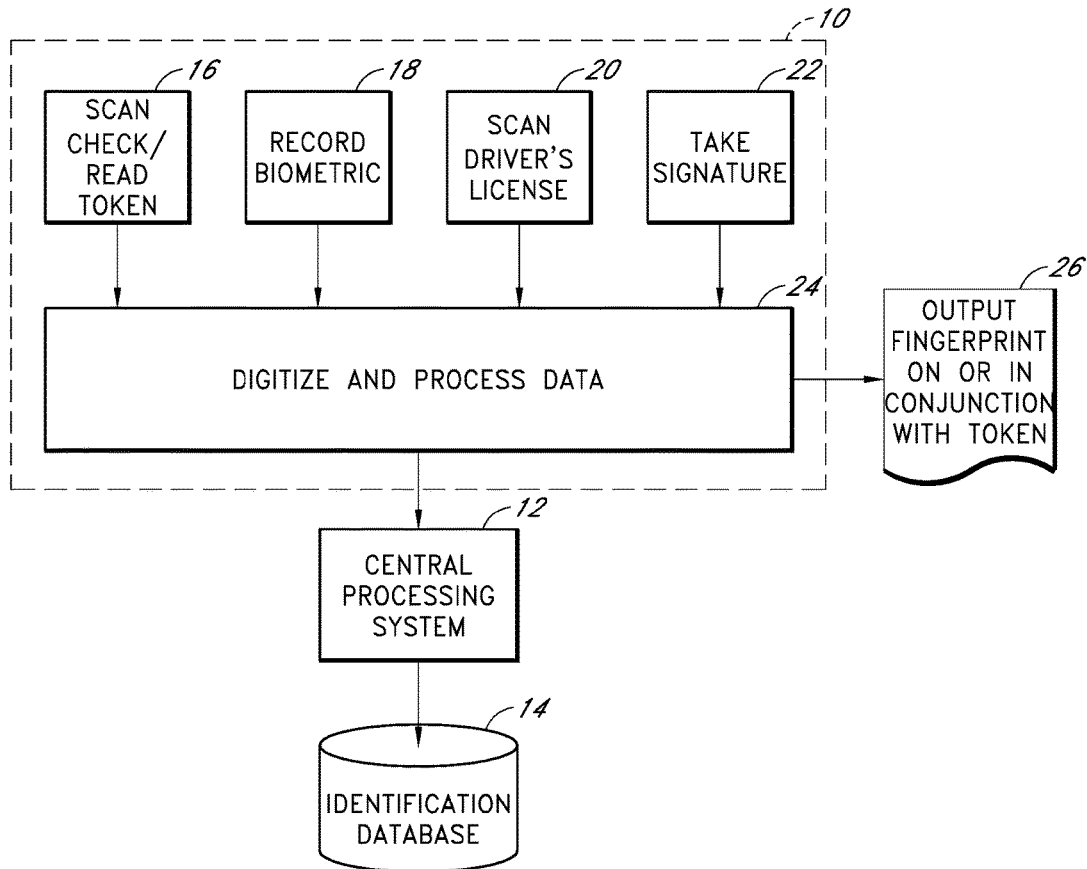 10
16
SCAN
CHECK/
READ
TOKEN
18
RECORD
BIOMETRIC
20
SCAN
DRIVER'S
LICENSE
22
TAKE
SIGNATURE
24
DIGITIZE AND PROCESS DATA
26
OUTPUT
FINGERPRINT
ON OR IN
CONJUNCTION
WITH TOKEN
12
CENTRAL
PROCESSING
SYSTEM
14
IDENTIFICATION
DATABASE